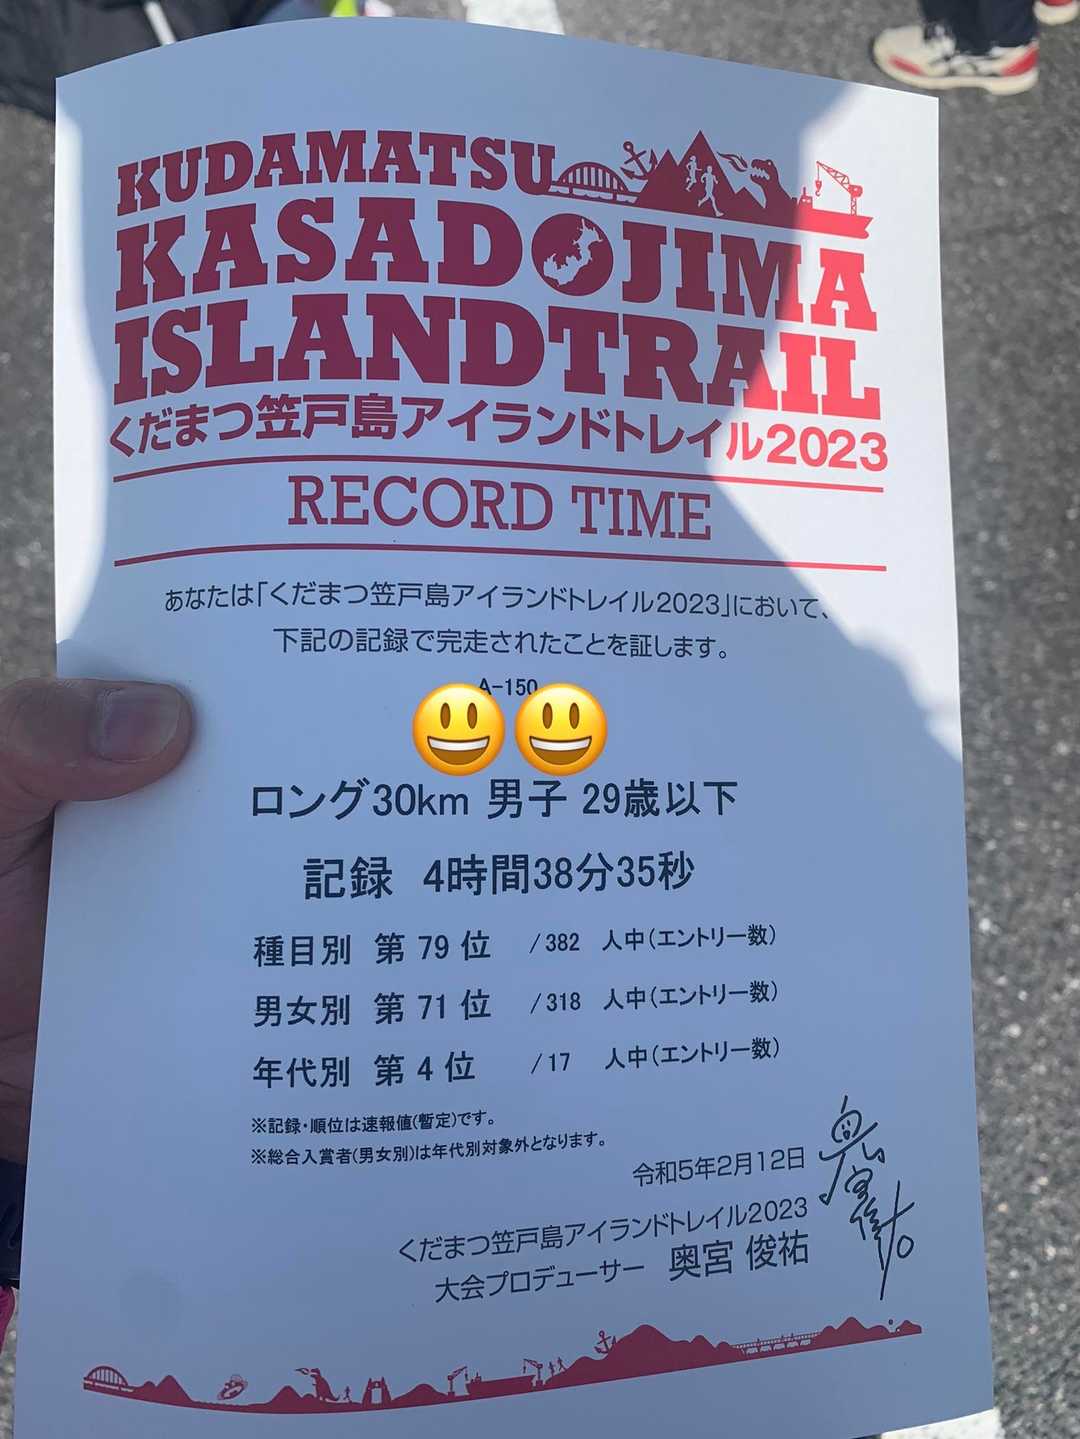 KUDAMATSU
KASADOJIMA
ISLANDTRAIL
くだまつ笠戸島アイランドトレイル2023
RECORD TIME
あなたは「くだまつ笠戸島アイランドトレイル2023」において、
下記の記録で完走されたことを証します。
A-150
ロング30km 男子 29歳以下
記録 4時間38分35秒
種目別 第 79 位 /382 人中(エントリー数)
男女別 第 71 位 /318 人中(エントリー数)
年代別 第 4 位 /17 人中(エントリー数)
※記録・順位は速報値(暫定)です。
※総合入賞者(男女別)は年代別対象外となります。
令和5年2月12日
くだまつ笠戸島アイランドトレイル2023
大会プロデューサー 奥宮 俊祐